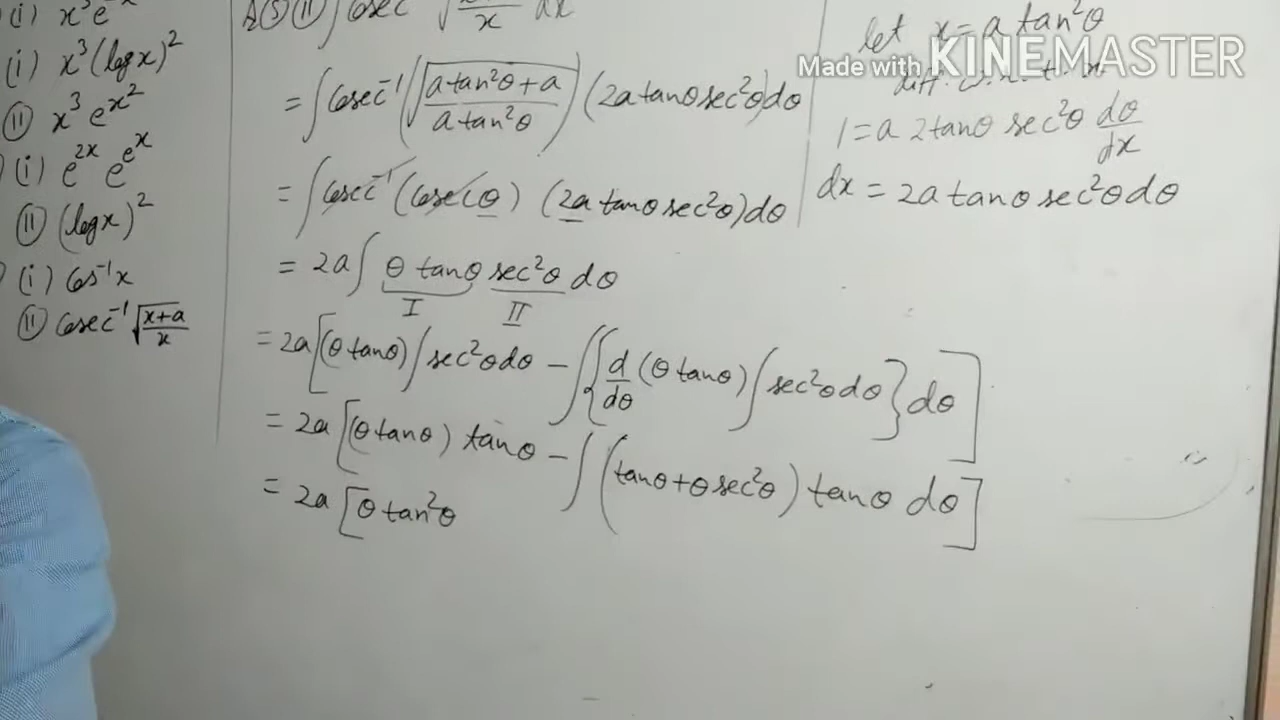 (i) x³e
(i) x³(log x)²
(ii) x³ e^x²
(i) e^2x e^e^x
(ii) (log x)²
(i) Cos⁻¹x
(ii) Cosec⁻¹ √(x+a)/x
= ∫ Cosec⁻¹ (√(a tan²θ + a)/(a tan²θ)) (2a tanθ sec²θ) dθ
= ∫ Cosec⁻¹ (Cosec θ) (2a tanθ sec²θ) dθ
= 2a ∫ θ tanθ sec²θ dθ
I II
= 2a [(θ tanθ) ∫ sec²θ dθ − ∫ { d/dθ (θ tanθ) ∫ sec²θ dθ } dθ ]
= 2a [(θ tanθ) tanθ − ∫ (tanθ + θ sec²θ) tanθ dθ ]
= 2a [θ tan²θ
let x = a tan²θ
Made with KINEMASTER
diff. w.r.t. x
1 = a 2 tanθ sec²θ dθ/dx
dx = 2a tanθ sec²θ dθ